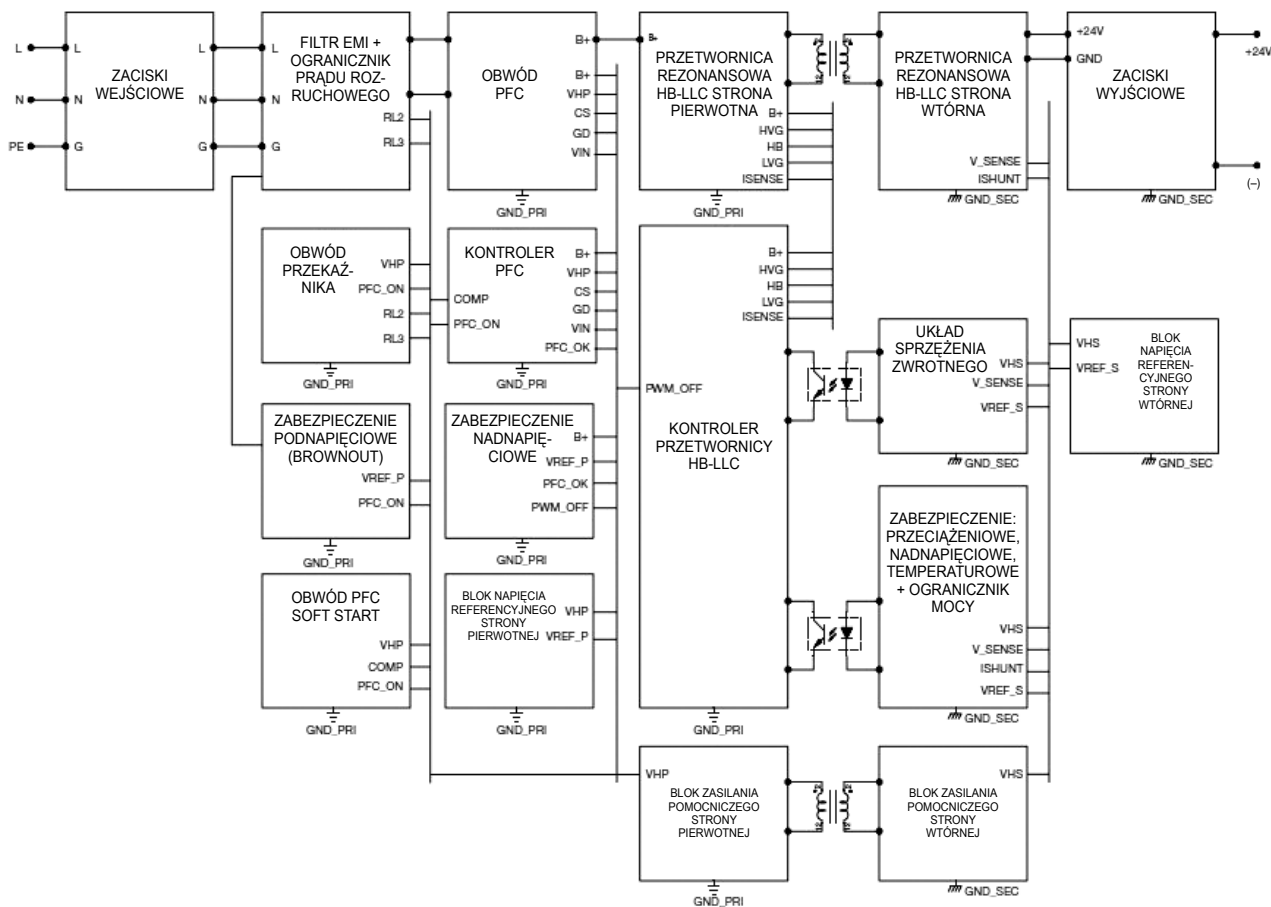 L
N
PE
L
N
G
ZACISKI
WEJŚCIOWE
L
N
G
L
N
G
FILTR EMI +
OGRANICZNIK
PRĄDU ROZ-
RUCHOWEGO
RL2
RL3
OBWÓD
PFC
B+
B+
VHP
CS
GD
VIN
GND_PRI
B+
PRZETWORNICA
REZONANSOWA
HB-LLC STRONA
PIERWOTNA
B+
HVG
HB
LVG
ISENSE
GND_PRI
PRZETWORNICA
REZONANSOWA
HB-LLC STRONA
WTÓRNA
V_SENSE
ISHUNT
GND_SEC
+24V
GND
ZACISKI
WYJŚCIOWE
GND_SEC
+24V
(–)
OBWÓD
PRZEKAŹ-
NIKA
VHP
PFC_ON
RL2
RL3
GND_PRI
KONTROLER
PFC
COMP
PFC_ON
B+
VHP
CS
GD
VIN
PFC_OK
GND_PRI
PWM_OFF
KONTROLER
PRZETWORNICY
HB-LLC
B+
HVG
HB
LVG
ISENSE
GND_PRI
UKŁAD
SPRZĘŻENIA
ZWROTNEGO
VHS
V_SENSE
VREF_S
GND_SEC
VHS
VREF_S
BLOK
NAPIĘCIA
REFEREN-
CYJNEGO
STRONY
WTÓRNEJ
GND_SEC
ZABEZPIECZENIE
PODNAPIĘCIOWE
(BROWNOUT)
VREF_P
PFC_ON
GND_PRI
ZABEZPIECZENIE
NADNAPIĘ-
CIOWE
B+
VREF_P
PFC_OK
PWM_OFF
GND_PRI
ZABEZPIECZENIE:
PRZECIĄŻENIOWE,
NADNAPIĘCIOWE,
TEMPERATUROWE
+ OGRANICZNIK
MOCY
VHS
V_SENSE
ISHUNT
VREF_S
GND_SEC
OBWÓD PFC
SOFT START
VHP
COMP
PFC_ON
GND_PRI
BLOK NAPIĘCIA
REFERENCYJNEGO
STRONY
PIERWOTNEJ
VHP
VREF_P
GND_PRI
VHP
BLOK ZASILANIA
POMOCNICZEGO
STRONY
PIERWOTNEJ
GND_PRI
VHS
BLOK ZASILANIA
POMOCNICZEGO
STRONY
WTÓRNEJ
GND_SEC